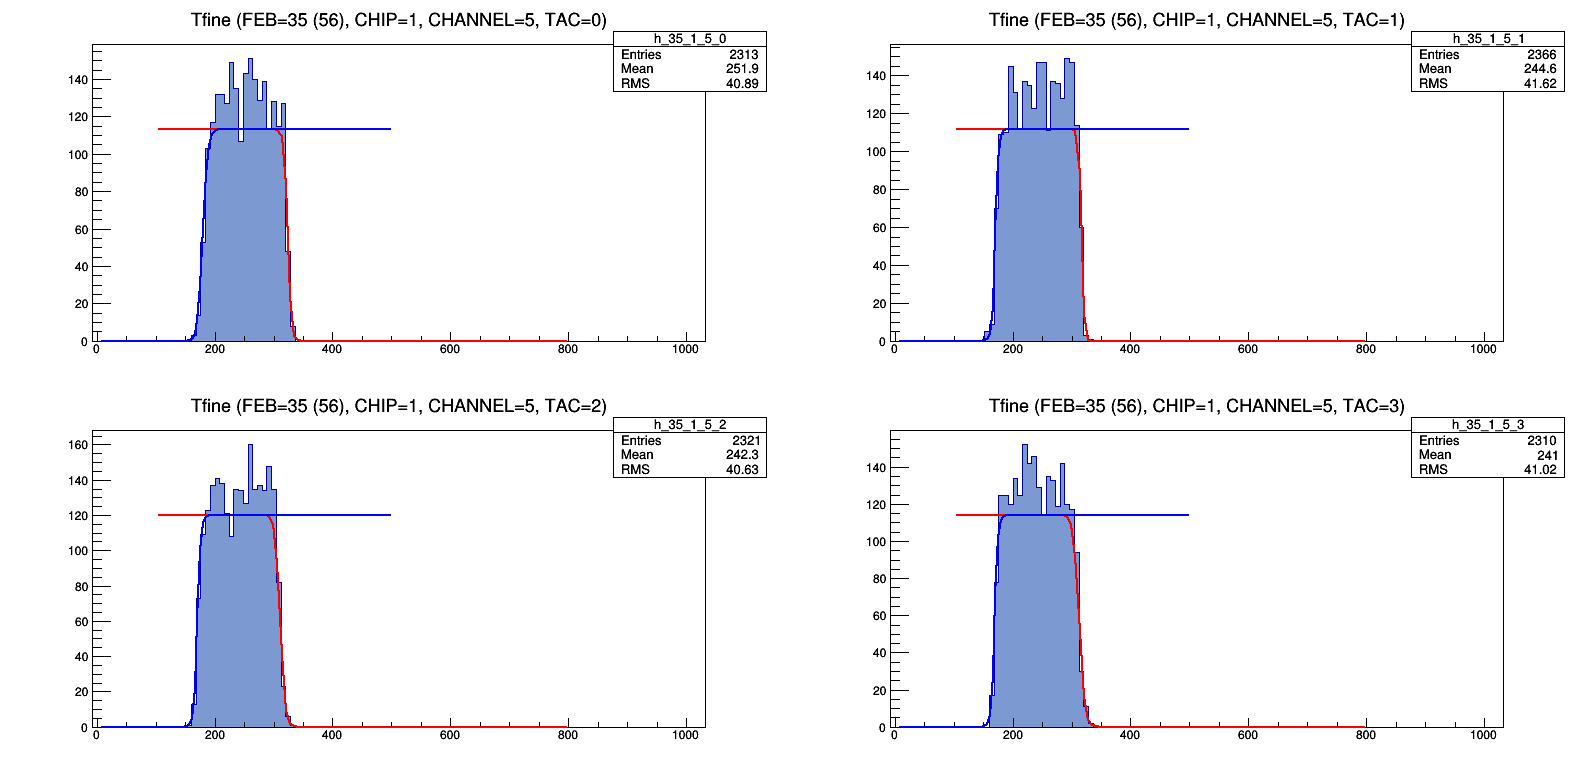 Tfine (FEB=35 (56), CHIP=1, CHANNEL=5, TAC=0)
h_35_1_5_0
Entries 2313
Mean 251.9
RMS 40.89
140
120
100
80
60
40
20
0
0 200 400 600 800 1000
Tfine (FEB=35 (56), CHIP=1, CHANNEL=5, TAC=1)
h_35_1_5_1
Entries 2366
Mean 244.6
RMS 41.62
140
120
100
80
60
40
20
0
0 200 400 600 800 1000
Tfine (FEB=35 (56), CHIP=1, CHANNEL=5, TAC=2)
h_35_1_5_2
Entries 2321
Mean 242.3
RMS 40.63
160
140
120
100
80
60
40
20
0
0 200 400 600 800 1000
Tfine (FEB=35 (56), CHIP=1, CHANNEL=5, TAC=3)
h_35_1_5_3
Entries 2310
Mean 241
RMS 41.02
140
120
100
80
60
40
20
0
0 200 400 600 800 1000